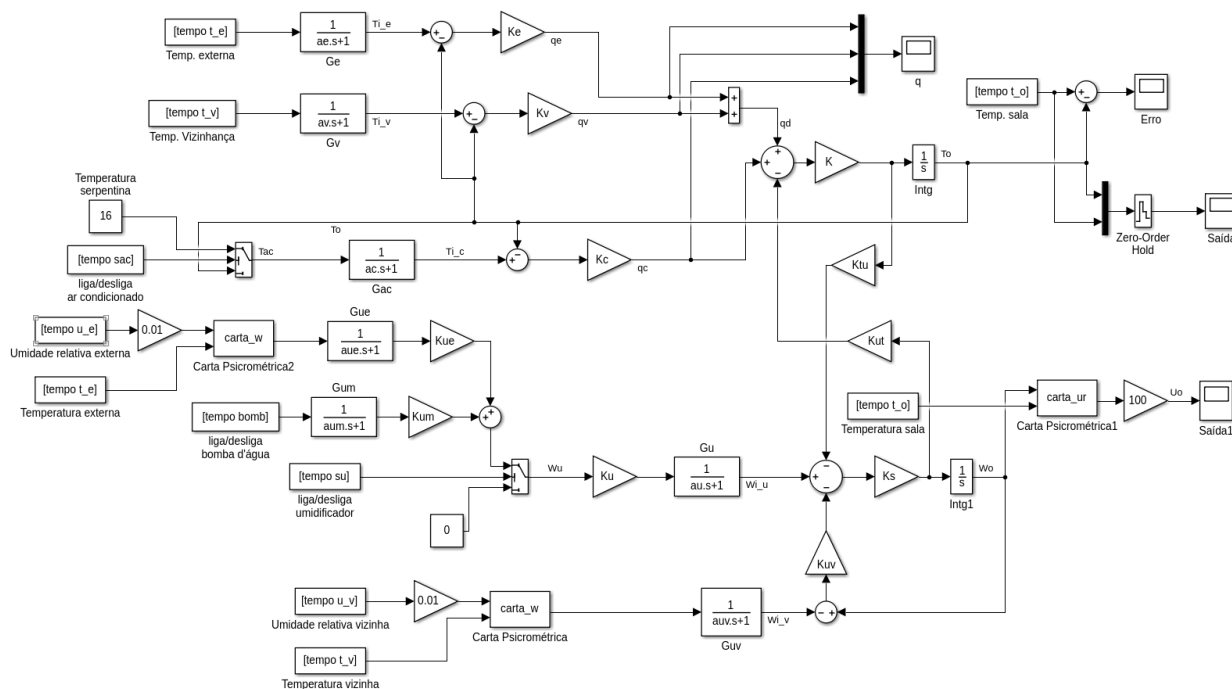 [tempo t_e]
Temp. externa
1
ae.s+1
Ge
Ti_e
+
−
Ke
qe
q
[tempo t_v]
Temp. Vizinhança
1
av.s+1
Gv
Ti_v
+
−
Kv
qv
+
+
qd
[tempo t_o]
Temp. sala
+
−
Erro
+
+
−
K
1
s
Intg
To
Zero-Order
Hold
Saída
Temperatura
serpentina
16
[tempo sac]
liga/desliga
ar condicionado
To
Tac
1
ac.s+1
Gac
Ti_c
−
+
Kc
qc
Ktu
[tempo u_e]
Umidade relativa externa
0.01
carta_w
Carta Psicrométrica2
Gue
1
aue.s+1
Kue
Kut
[tempo t_e]
Temperatura externa
Gum
[tempo bomb]
liga/desliga
bomba d'água
1
aum.s+1
Kum
+
+
[tempo t_o]
Temperatura sala
carta_ur
Carta Psicrométrica1
100
Uo
Saída1
[tempo su]
liga/desliga
umidificador
0
Wu
Ku
Gu
1
au.s+1
Wi_u
−
+
−
Ks
1
s
Intg1
Wo
Kuv
[tempo u_v]
Umidade relativa vizinha
0.01
carta_w
Carta Psicrométrica
1
auv.s+1
Guv
Wi_v
− +
[tempo t_v]
Temperatura vizinha